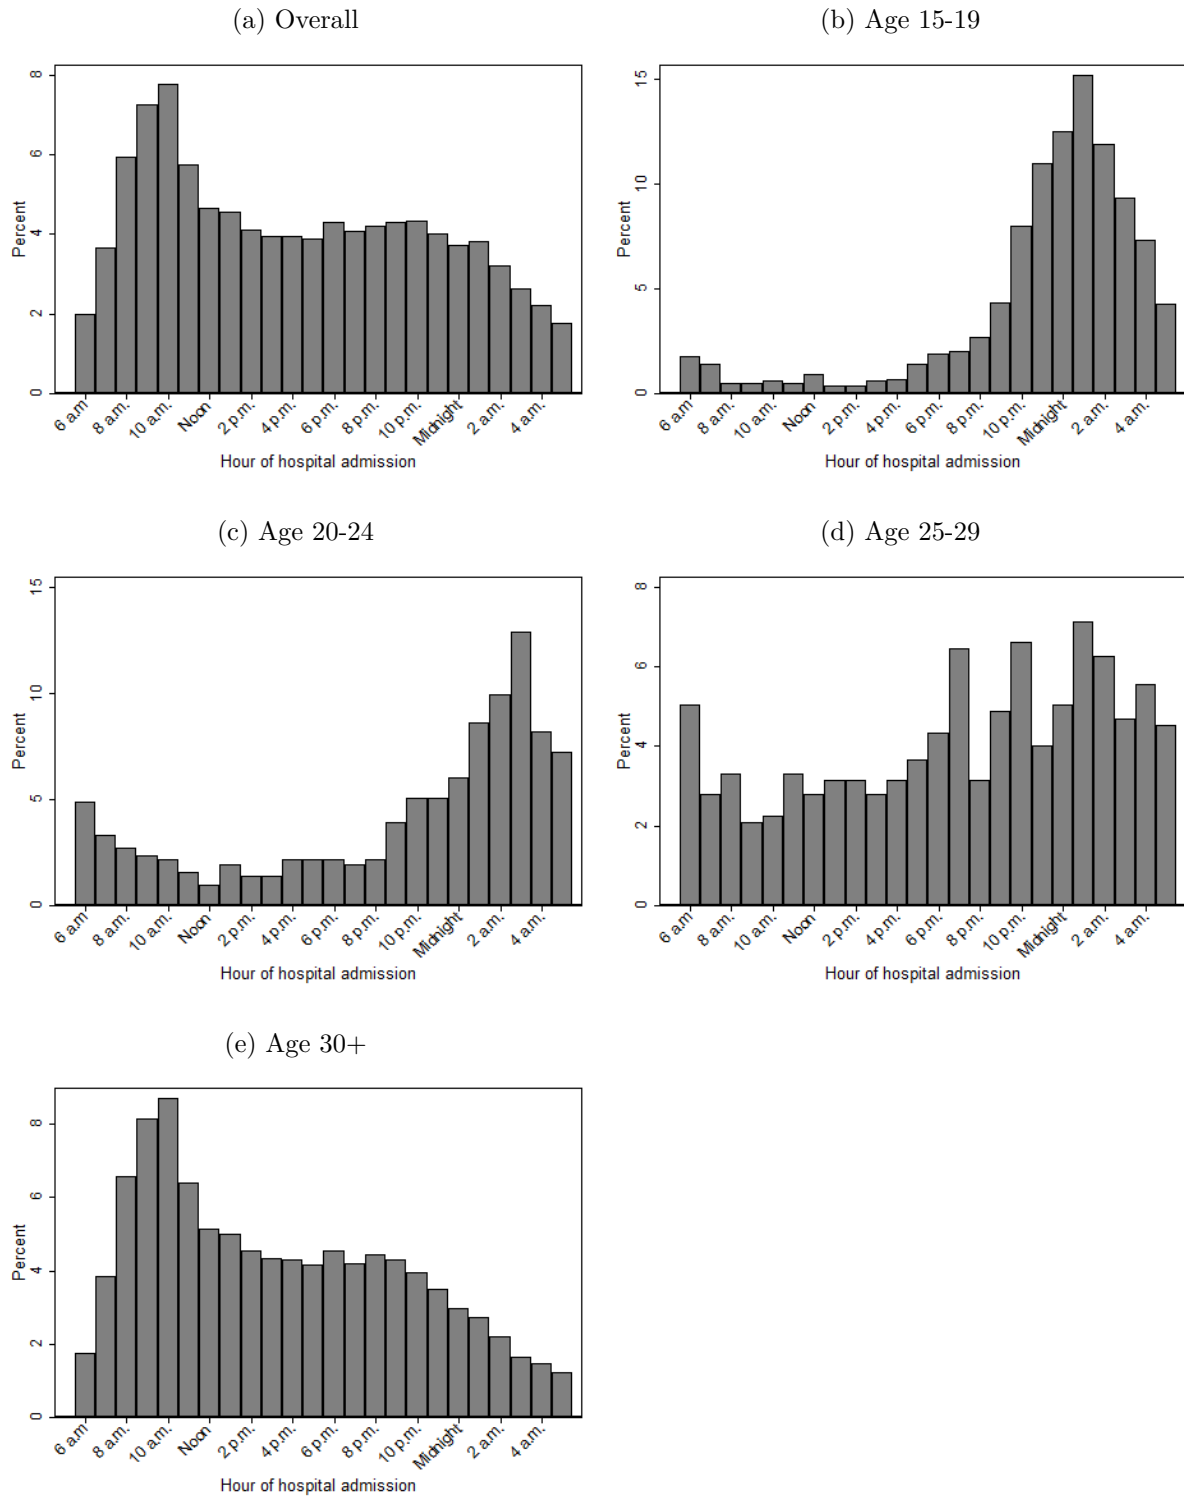 (a) Overall
Percent
0
2
4
6
8
6 a.m
8 a.m.
10 a.m.
Noon
2 p.m.
4 p.m.
6 p.m.
8 p.m.
10 p.m.
Midnight
2 a.m.
4 a.m.
Hour of hospital admission
(b) Age 15-19
Percent
0
5
10
15
6 a.m
8 a.m.
10 a.m.
Noon
2 p.m.
4 p.m.
6 p.m.
8 p.m.
10 p.m.
Midnight
2 a.m.
4 a.m.
Hour of hospital admission
(c) Age 20-24
Percent
0
5
10
15
6 a.m
8 a.m.
10 a.m.
Noon
2 p.m.
4 p.m.
6 p.m.
8 p.m.
10 p.m.
Midnight
2 a.m.
4 a.m.
Hour of hospital admission
(d) Age 25-29
Percent
0
2
4
6
8
6 a.m
8 a.m.
10 a.m.
Noon
2 p.m.
4 p.m.
6 p.m.
8 p.m.
10 p.m.
Midnight
2 a.m.
4 a.m.
Hour of hospital admission
(e) Age 30+
Percent
0
2
4
6
8
6 a.m
8 a.m.
10 a.m.
Noon
2 p.m.
4 p.m.
6 p.m.
8 p.m.
10 p.m.
Midnight
2 a.m.
4 a.m.
Hour of hospital admission